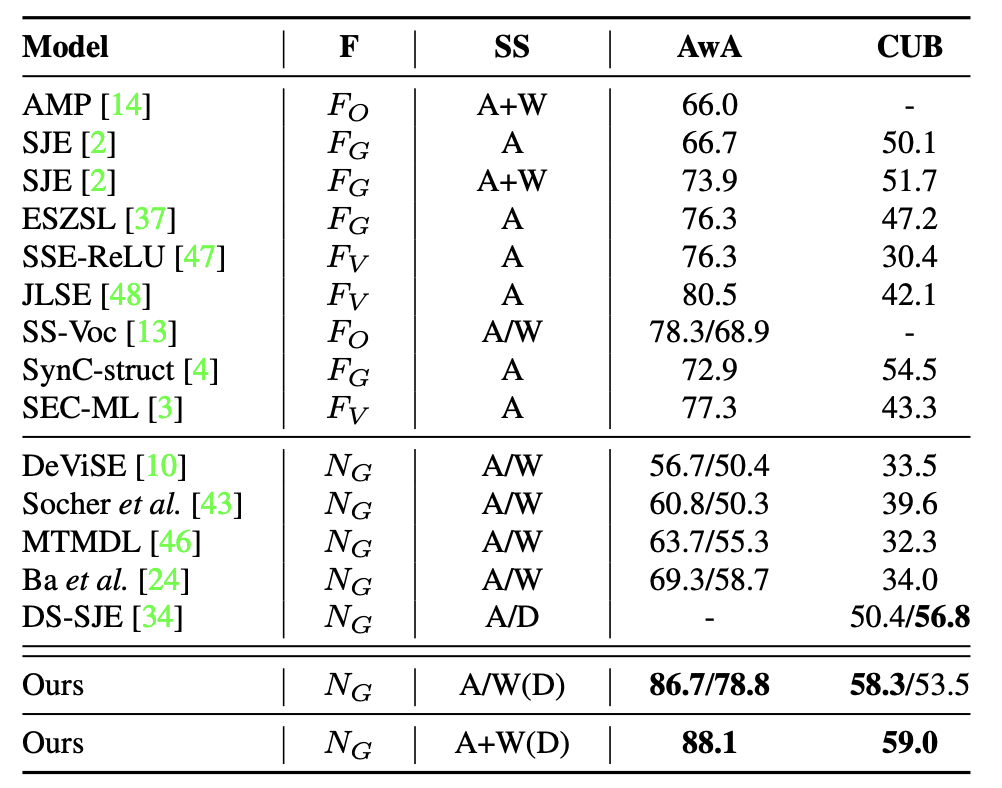 Model F SS AwA CUB
AMP [14] F_O A+W 66.0 -
SJE [2] F_G A 66.7 50.1
SJE [2] F_G A+W 73.9 51.7
ESZSL [37] F_G A 76.3 47.2
SSE-ReLU [47] F_V A 76.3 30.4
JLSE [48] F_V A 80.5 42.1
SS-Voc [13] F_O A/W 78.3/68.9 -
SynC-struct [4] F_G A 72.9 54.5
SEC-ML [3] F_V A 77.3 43.3
DeViSE [10] N_G A/W 56.7/50.4 33.5
Socher et al. [43] N_G A/W 60.8/50.3 39.6
MTMDL [46] N_G A/W 63.7/55.3 32.3
Ba et al. [24] N_G A/W 69.3/58.7 34.0
DS-SJE [34] N_G A/D - 50.4/56.8
Ours N_G A/W(D) 86.7/78.8 58.3/53.5
Ours N_G A+W(D) 88.1 59.0